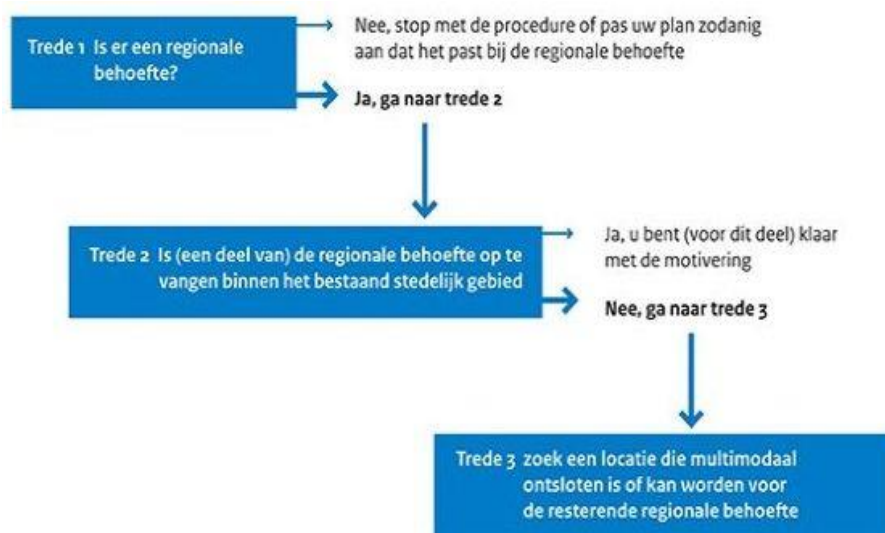 Trede 1 Is er een regionale
behoefte?
Nee, stop met de procedure of pas uw plan zodanig
aan dat het past bij de regionale behoefte
Ja, ga naar trede 2
Trede 2 Is (een deel van) de regionale behoefte op te
vangen binnen het bestaand stedelijk gebied
Ja, u bent (voor dit deel) klaar
met de motivering
Nee, ga naar trede 3
Trede 3 zoek een locatie die multimodaal
ontsloten is of kan worden voor
de resterende regionale behoefte